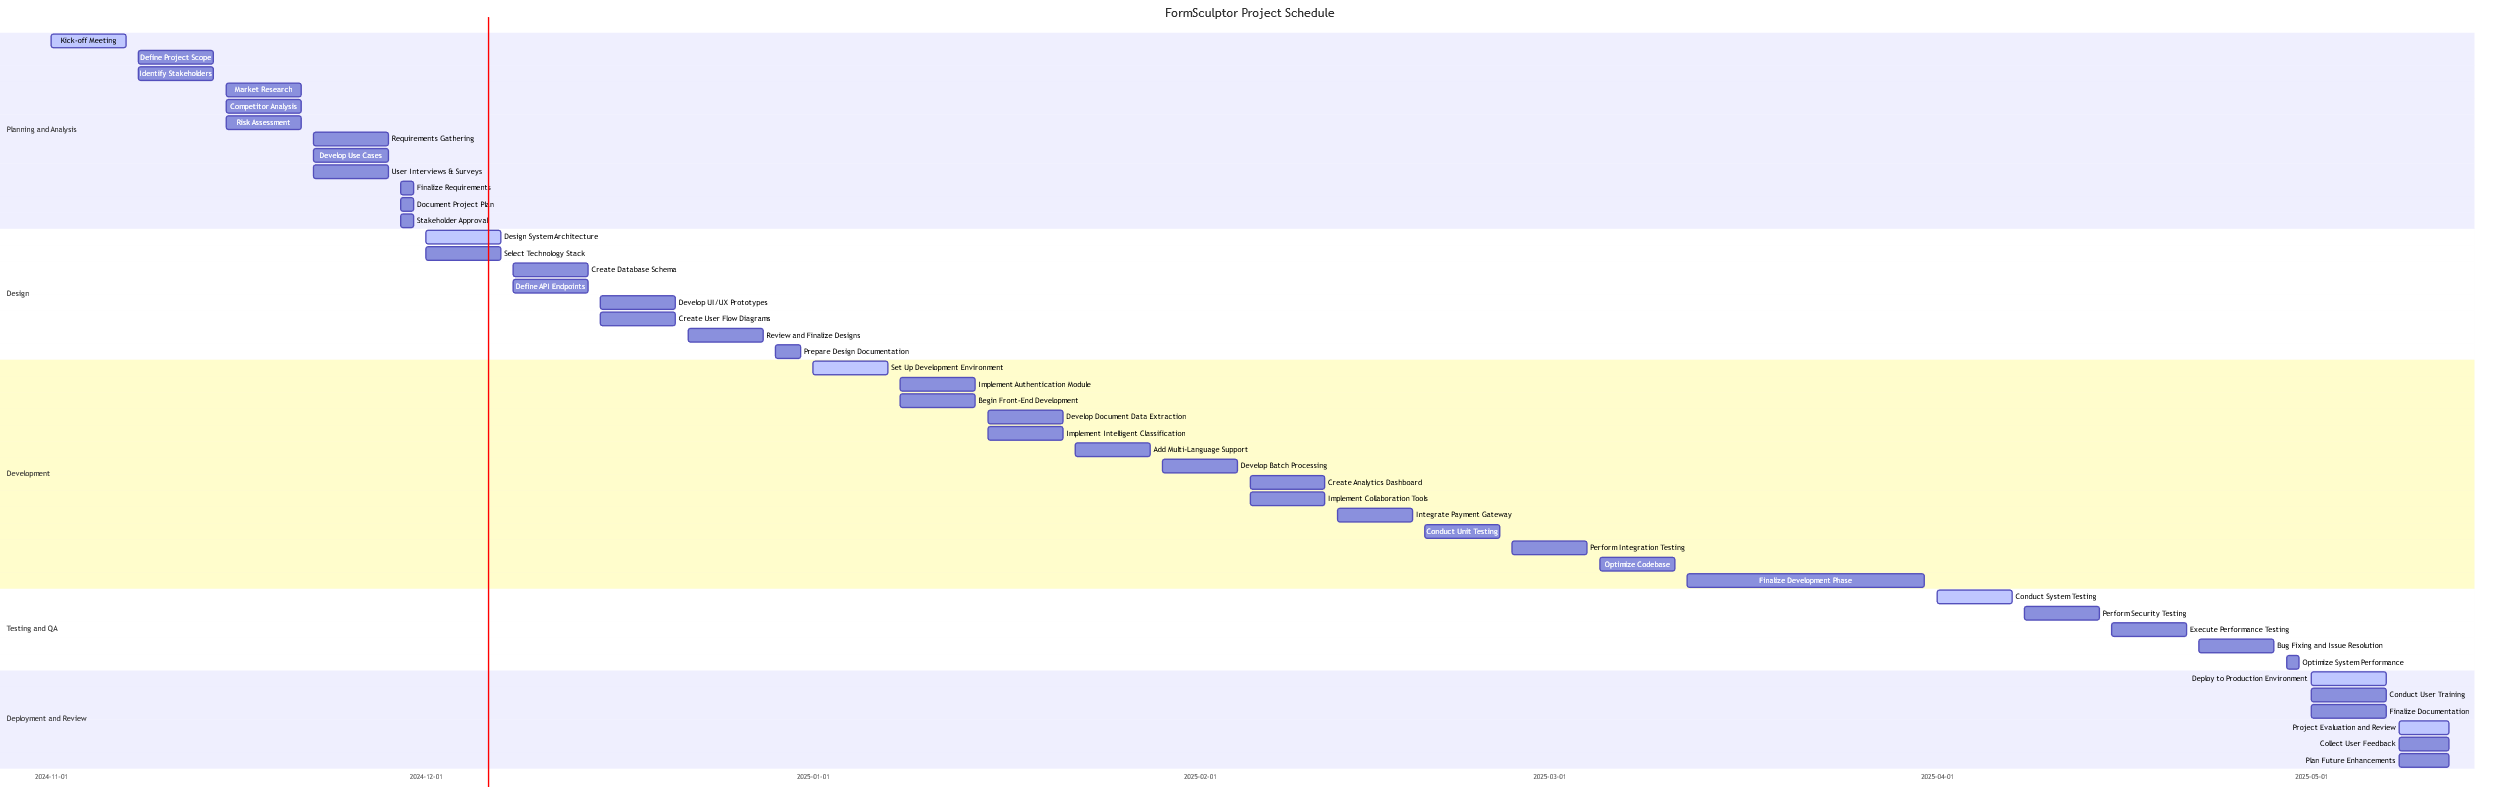 FormSculptor Project Schedule
Kick-off Meeting
Define Project Scope
Identify Stakeholders
Market Research
Competitor Analysis
Risk Assessment
Planning and Analysis
Requirements Gathering
Develop Use Cases
User Interviews & Surveys
Finalize Requirements
Document Project Plan
Stakeholder Approval
Design System Architecture
Select Technology Stack
Create Database Schema
Define API Endpoints
Design
Develop UI/UX Prototypes
Create User Flow Diagrams
Review and Finalize Designs
Prepare Design Documentation
Set Up Development Environment
Implement Authentication Module
Begin Front-End Development
Develop Document Data Extraction
Implement Intelligent Classification
Add Multi-Language Support
Develop Batch Processing
Development
Create Analytics Dashboard
Implement Collaboration Tools
Integrate Payment Gateway
Conduct Unit Testing
Perform Integration Testing
Optimize Codebase
Finalize Development Phase
Conduct System Testing
Perform Security Testing
Testing and QA
Execute Performance Testing
Bug Fixing and Issue Resolution
Optimize System Performance
Deploy to Production Environment
Conduct User Training
Finalize Documentation
Deployment and Review
Project Evaluation and Review
Collect User Feedback
Plan Future Enhancements
2024-11-01 2024-12-01 2025-01-01 2025-02-01 2025-03-01 2025-04-01 2025-05-01